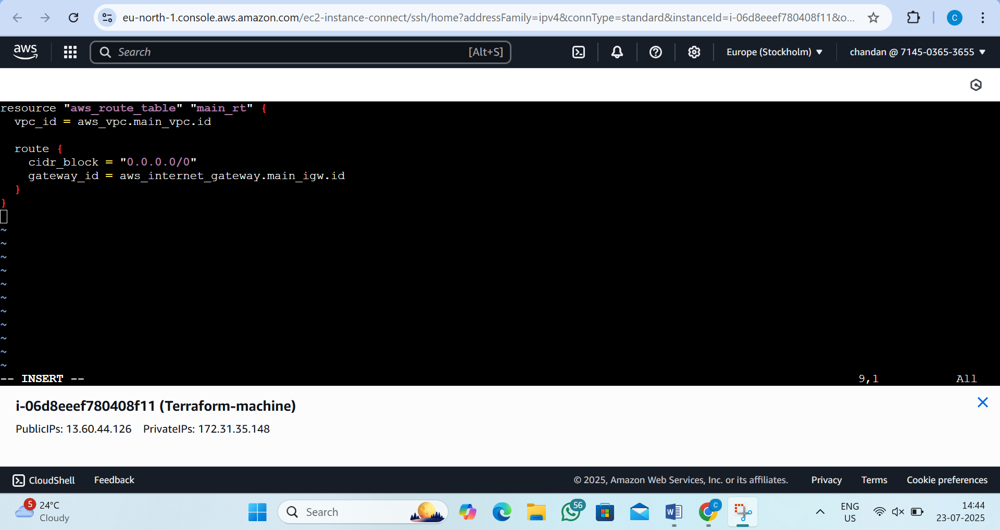 eu-north-1.console.aws.amazon.com/ec2-instance-connect/ssh/home?addressFamily=ipv4&connType=standard&instanceId=i-06d8eeef780408f11&o...
C
aws
Search
[Alt+S]
Europe (Stockholm) ▼
chandan @ 7145-0365-3655 ▼
resource "aws_route_table" "main_rt" {
  vpc_id = aws_vpc.main_vpc.id
  route {
    cidr_block = "0.0.0.0/0"
    gateway_id = aws_internet_gateway.main_igw.id
  }
}
~
~
~
~
~
~
~
~
~
~
~
-- INSERT --
9,1
All
i-06d8eeef780408f11 (Terraform-machine)
PublicIPs: 13.60.44.126 PrivateIPs: 172.31.35.148
CloudShell
Feedback
© 2025, Amazon Web Services, Inc. or its affiliates.
Privacy
Terms
Cookie preferences
5
24°C
Cloudy
Search
56
W
C
ENG
US
14:44
23-07-2025